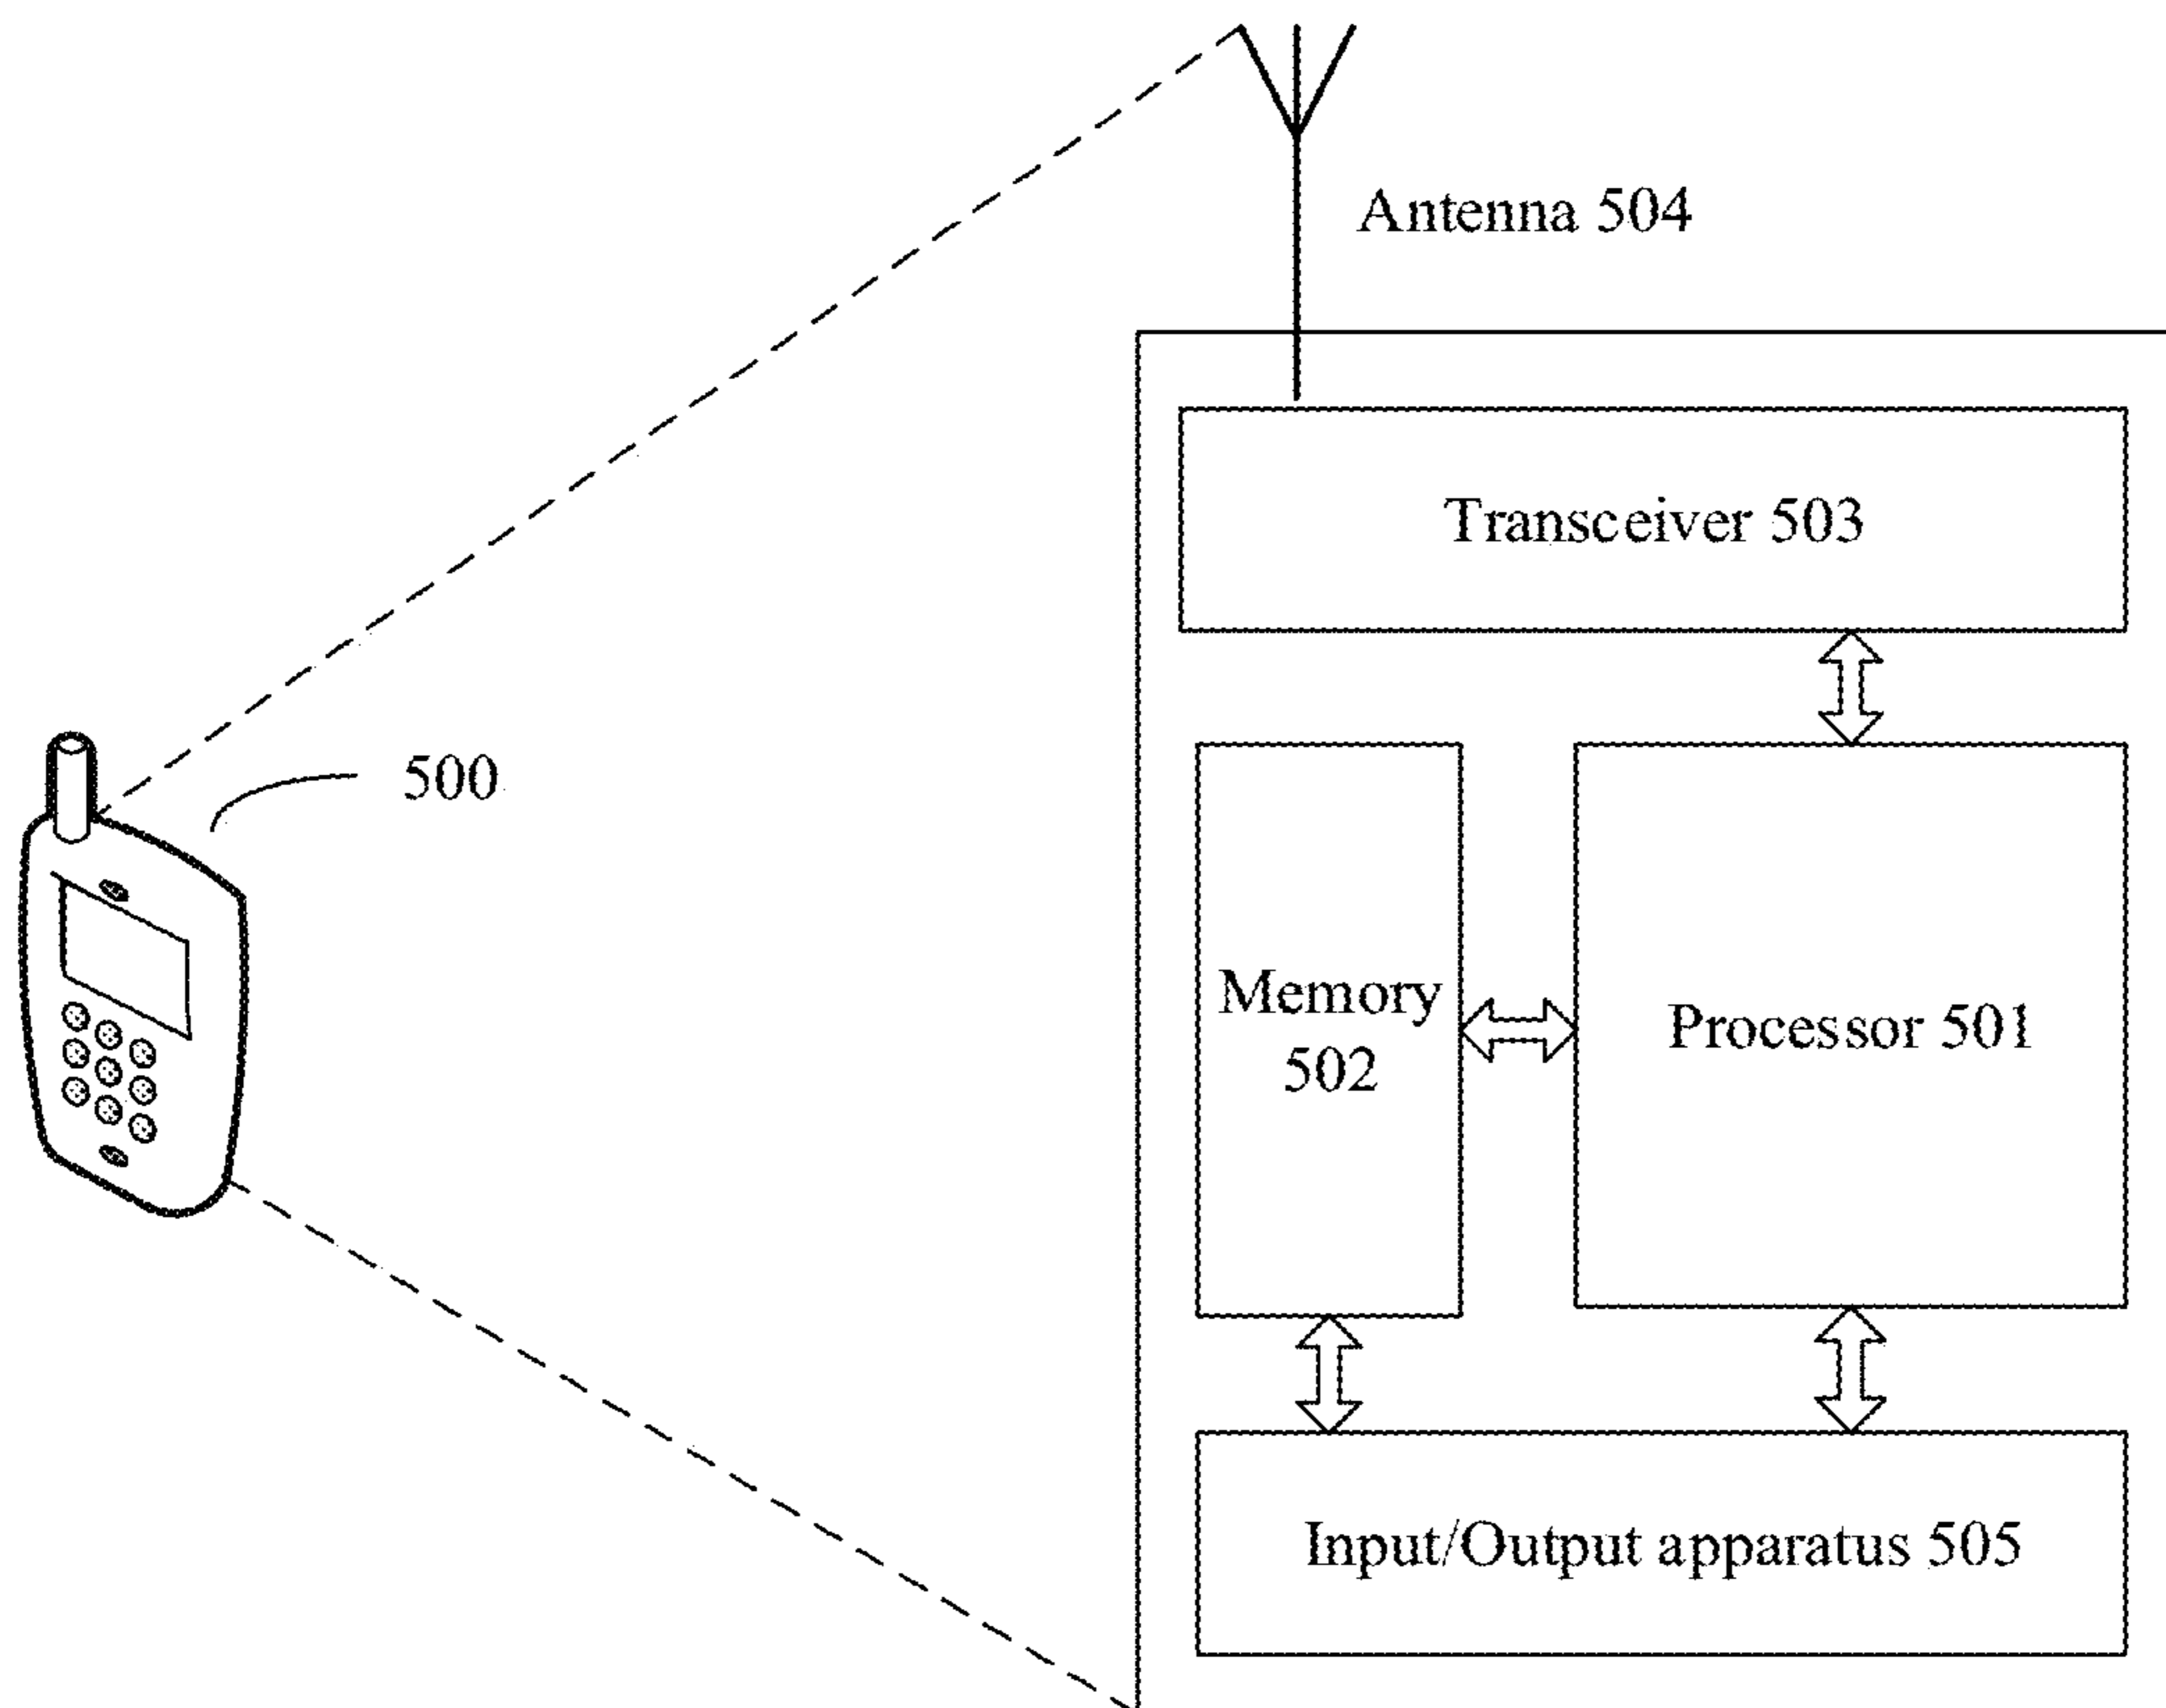 Antenna 504
Transceiver 503
500
Memory
502
Processor 501
Input/Output apparatus 505